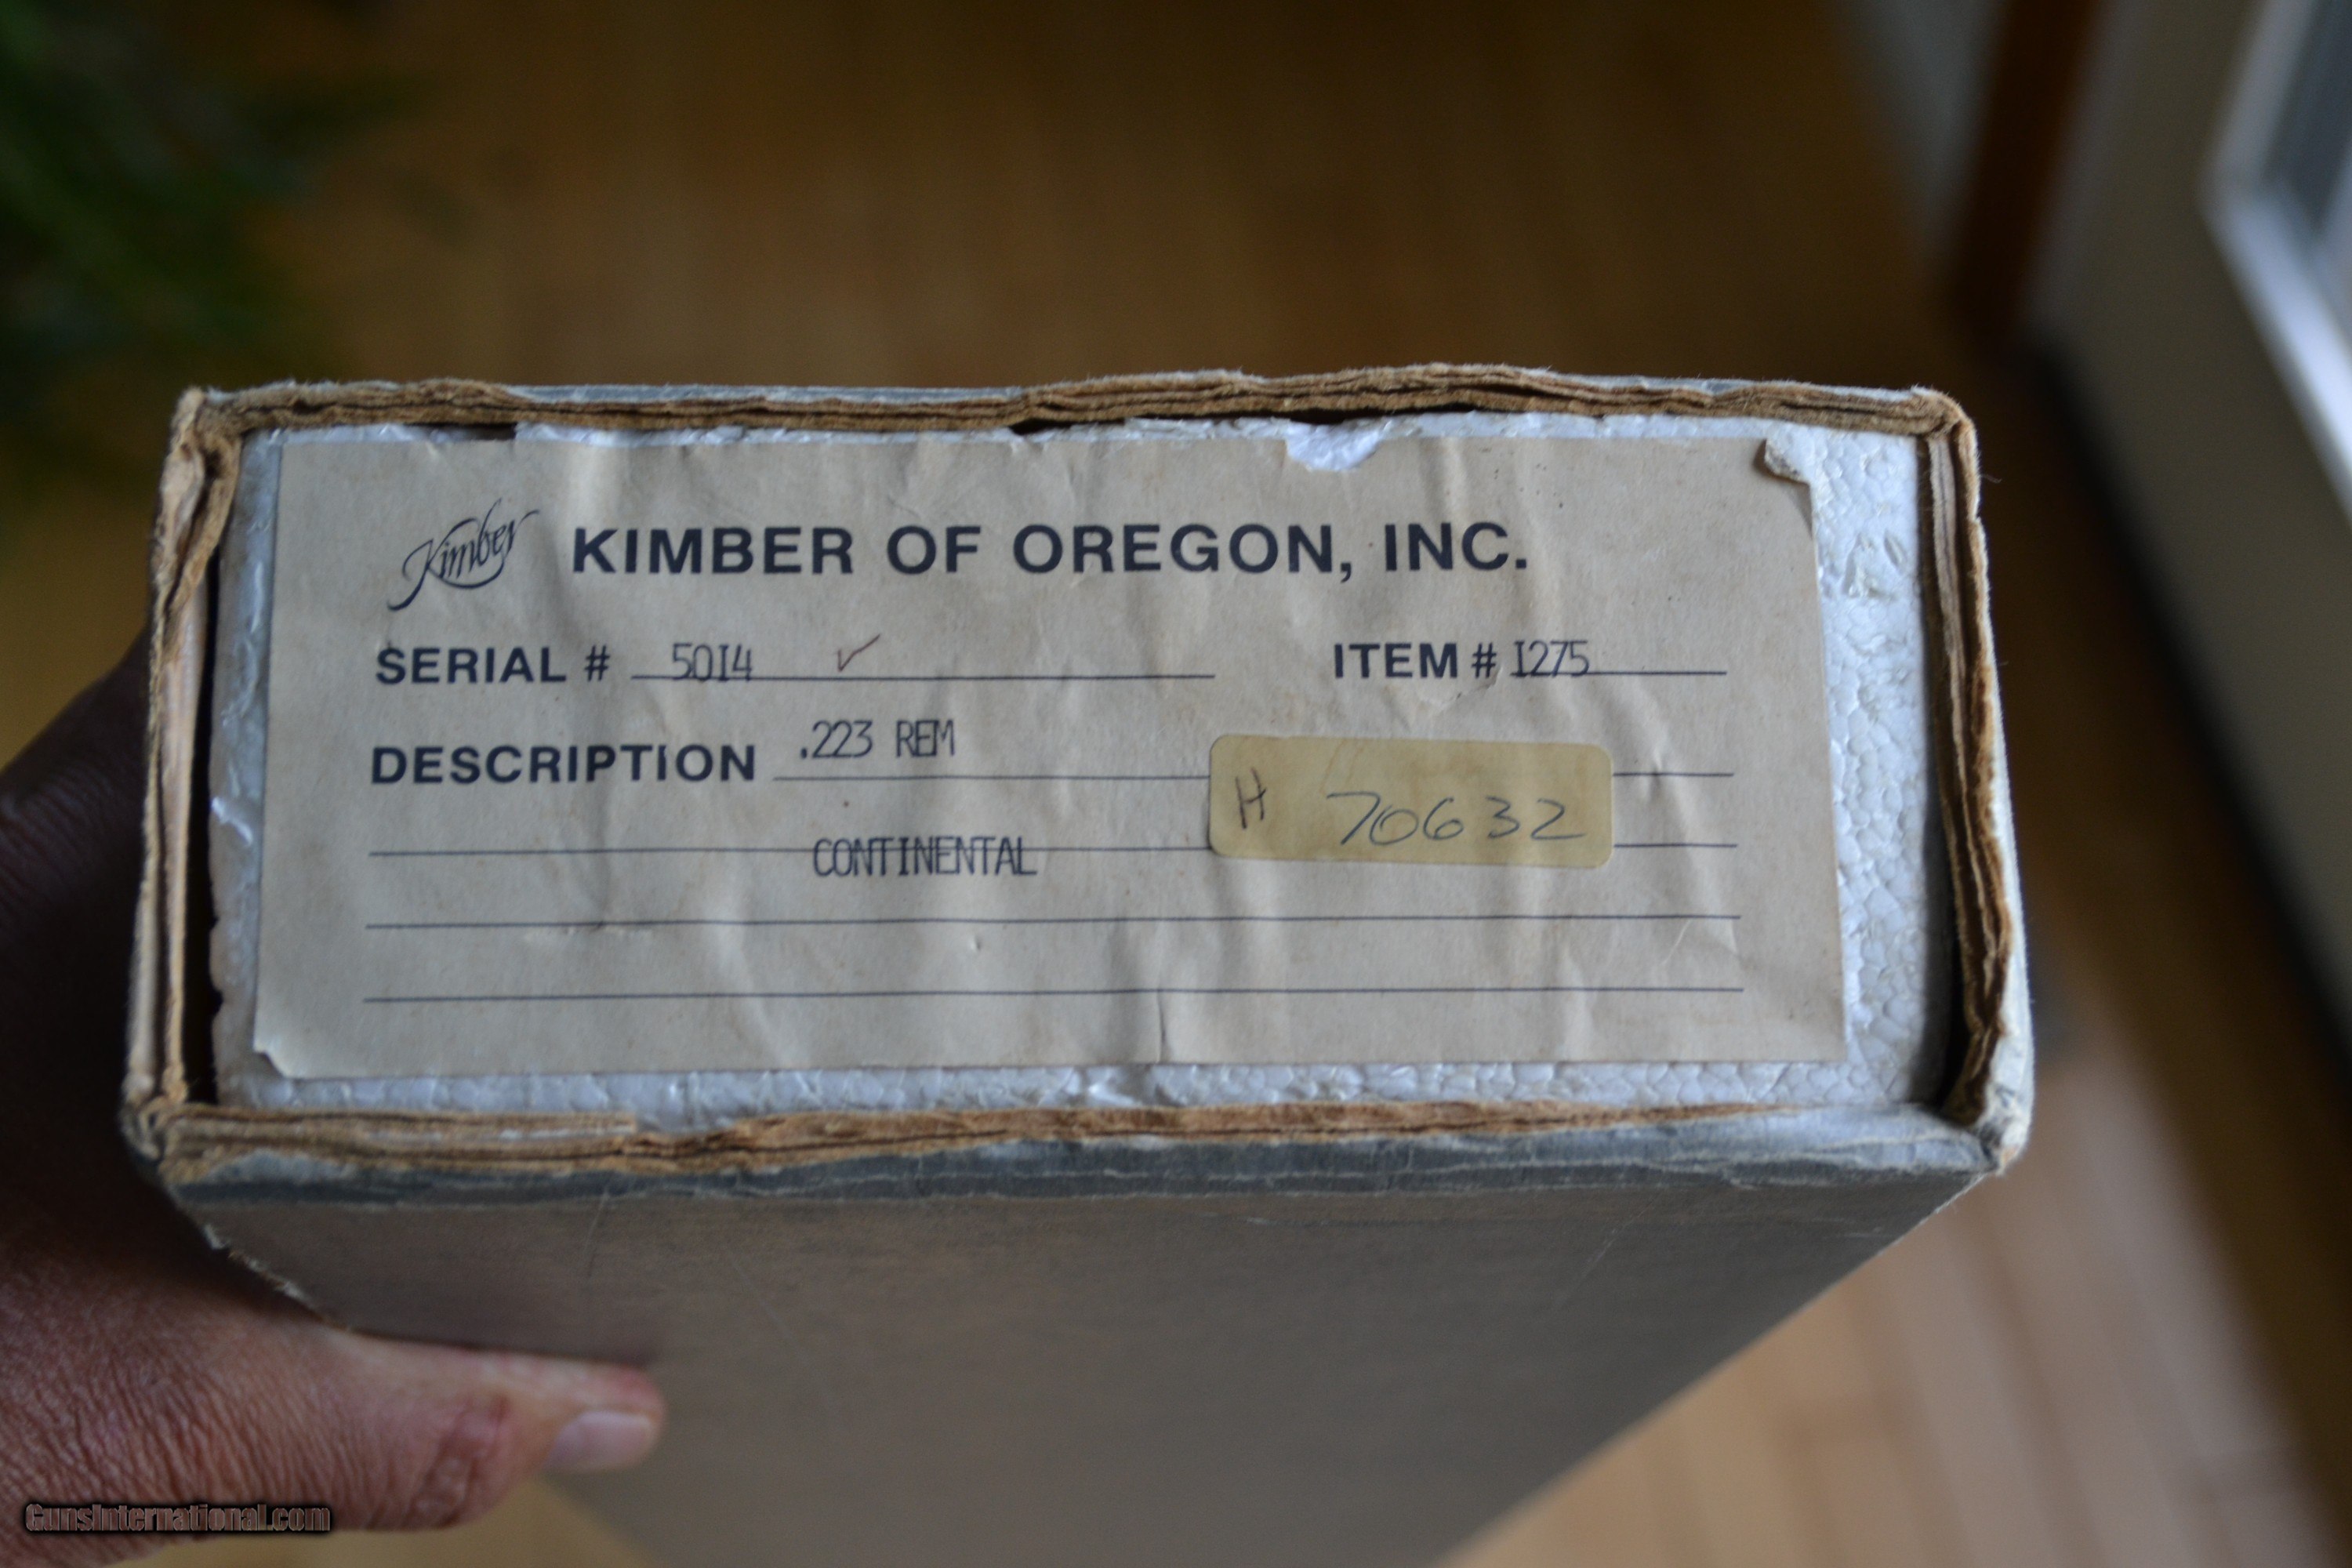 Kimber KIMBER OF OREGON, INC.
SERIAL # 5014 ✓ ITEM # 1275
DESCRIPTION .223 REM
H 70632
CONTINENTAL
GunsInternational.com